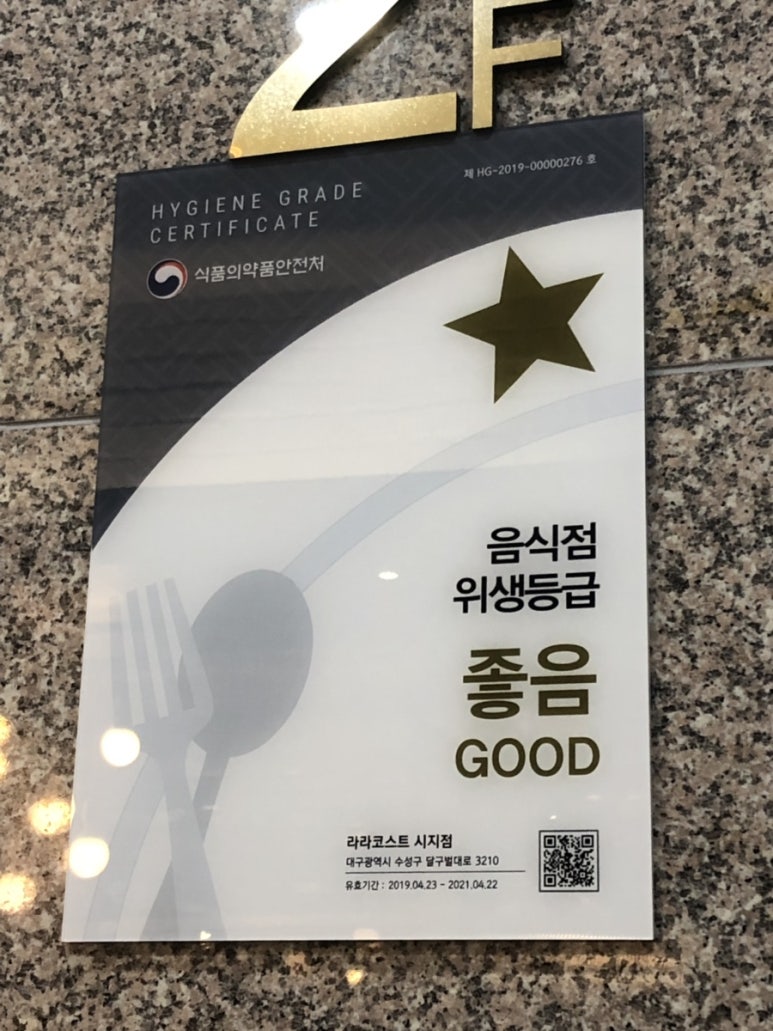 2F
HYGIENE GRADE
CERTIFICATE
제 HG-2019-00000276 호
식품의약품안전처
음식점
위생등급
좋음
GOOD
라라코스트 시지점
대구광역시 수성구 달구벌대로 3210
유효기간 : 2019.04.23 - 2021.04.22